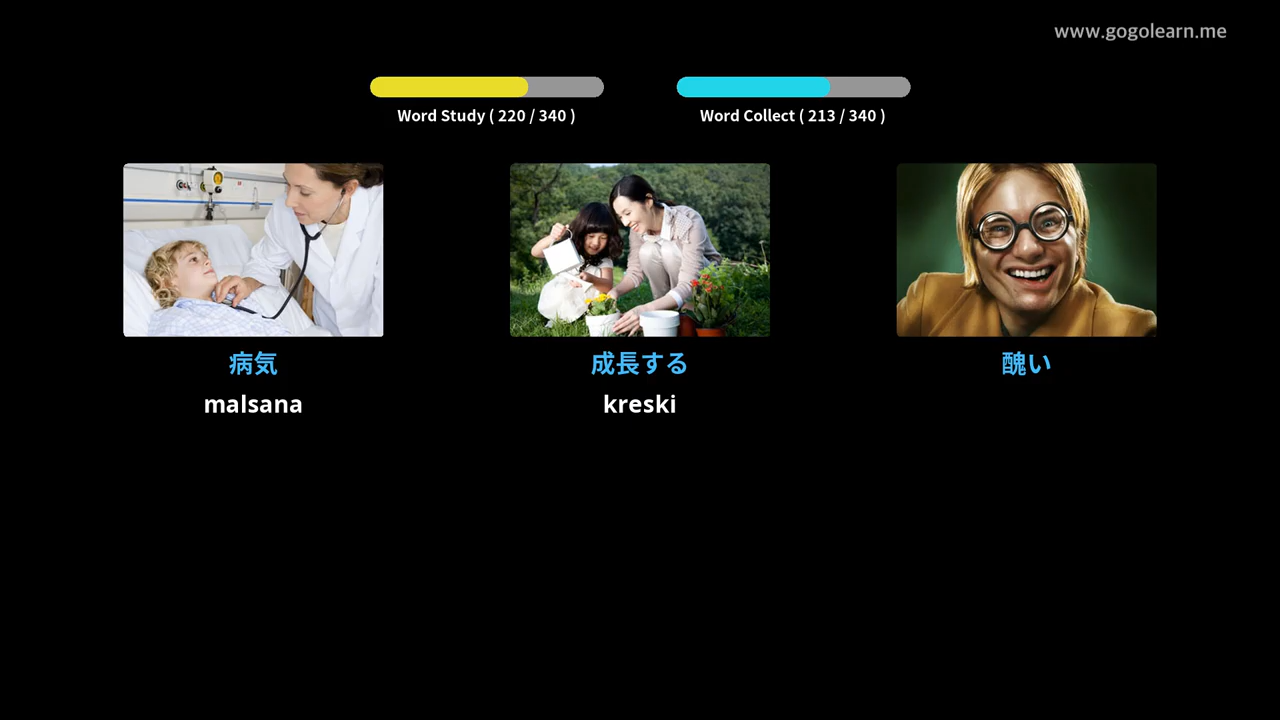 www.gogolearn.me
Word Study ( 220 / 340 )
Word Collect ( 213 / 340 )
病気
成長する
醜い
malsana
kreski